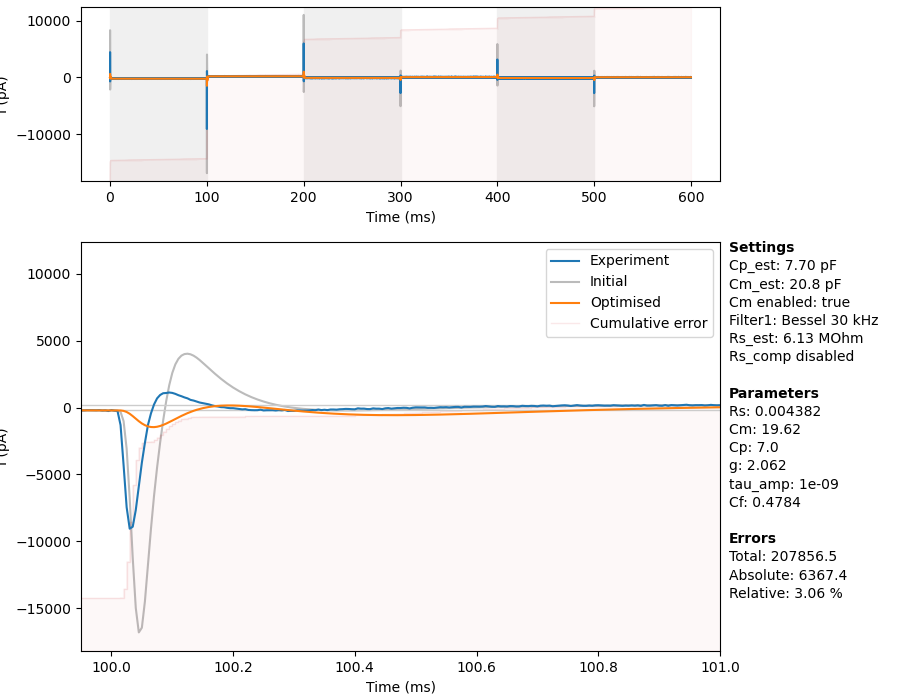 10000
0
−10000
I (pA)
0 100 200 300 400 500 600
Time (ms)
10000
5000
0
−5000
−10000
−15000
I (pA)
100.0 100.2 100.4 100.6 100.8 101.0
Time (ms)
Experiment
Initial
Optimised
Cumulative error
Settings
Cp_est: 7.70 pF
Cm_est: 20.8 pF
Cm enabled: true
Filter1: Bessel 30 kHz
Rs_est: 6.13 MOhm
Rs_comp disabled
Parameters
Rs: 0.004382
Cm: 19.62
Cp: 7.0
g: 2.062
tau_amp: 1e-09
Cf: 0.4784
Errors
Total: 207856.5
Absolute: 6367.4
Relative: 3.06 %